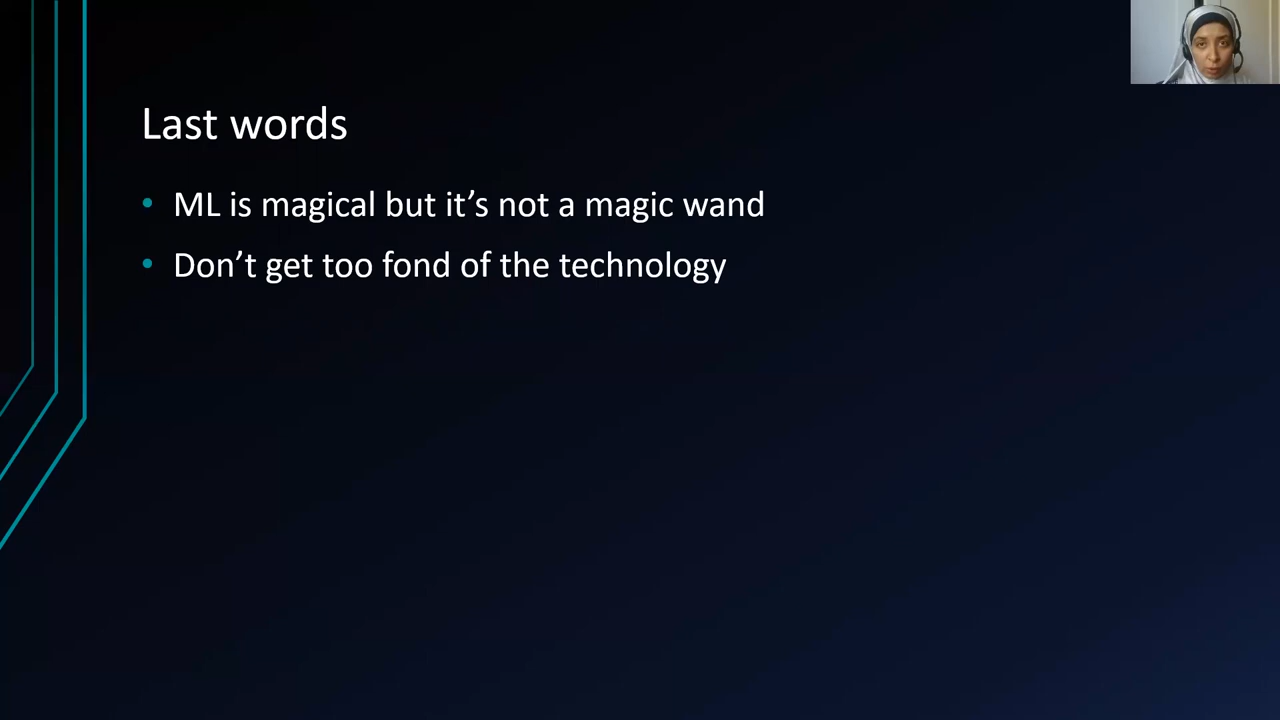 Last words
• ML is magical but it’s not a magic wand
• Don’t get too fond of the technology